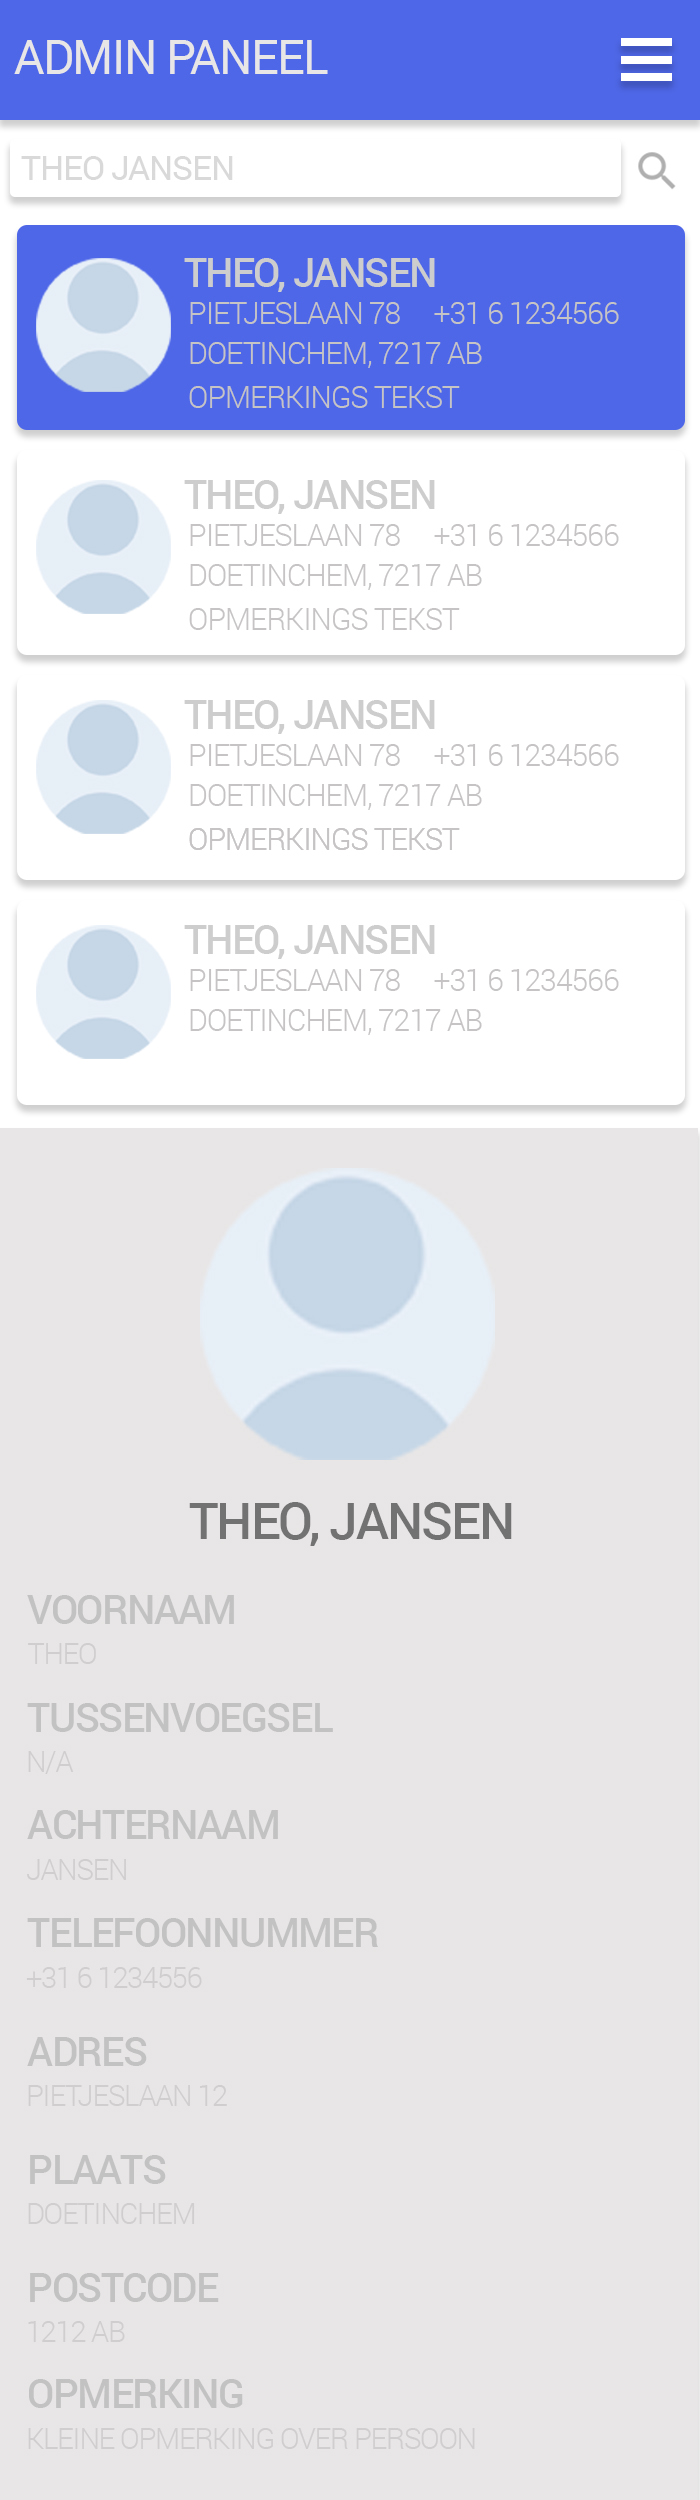 ADMIN PANEEL
THEO JANSEN
THEO, JANSEN
PIETJESLAAN 78 +31 6 1234566
DOETINCHEM, 7217 AB
OPMERKINGS TEKST
THEO, JANSEN
PIETJESLAAN 78 +31 6 1234566
DOETINCHEM, 7217 AB
OPMERKINGS TEKST
THEO, JANSEN
PIETJESLAAN 78 +31 6 1234566
DOETINCHEM, 7217 AB
OPMERKINGS TEKST
THEO, JANSEN
PIETJESLAAN 78 +31 6 1234566
DOETINCHEM, 7217 AB
THEO, JANSEN
VOORNAAM
THEO
TUSSENVOEGSEL
N/A
ACHTERNAAM
JANSEN
TELEFOONNUMMER
+31 6 1234556
ADRES
PIETJESLAAN 12
PLAATS
DOETINCHEM
POSTCODE
1212 AB
OPMERKING
KLEINE OPMERKING OVER PERSOON